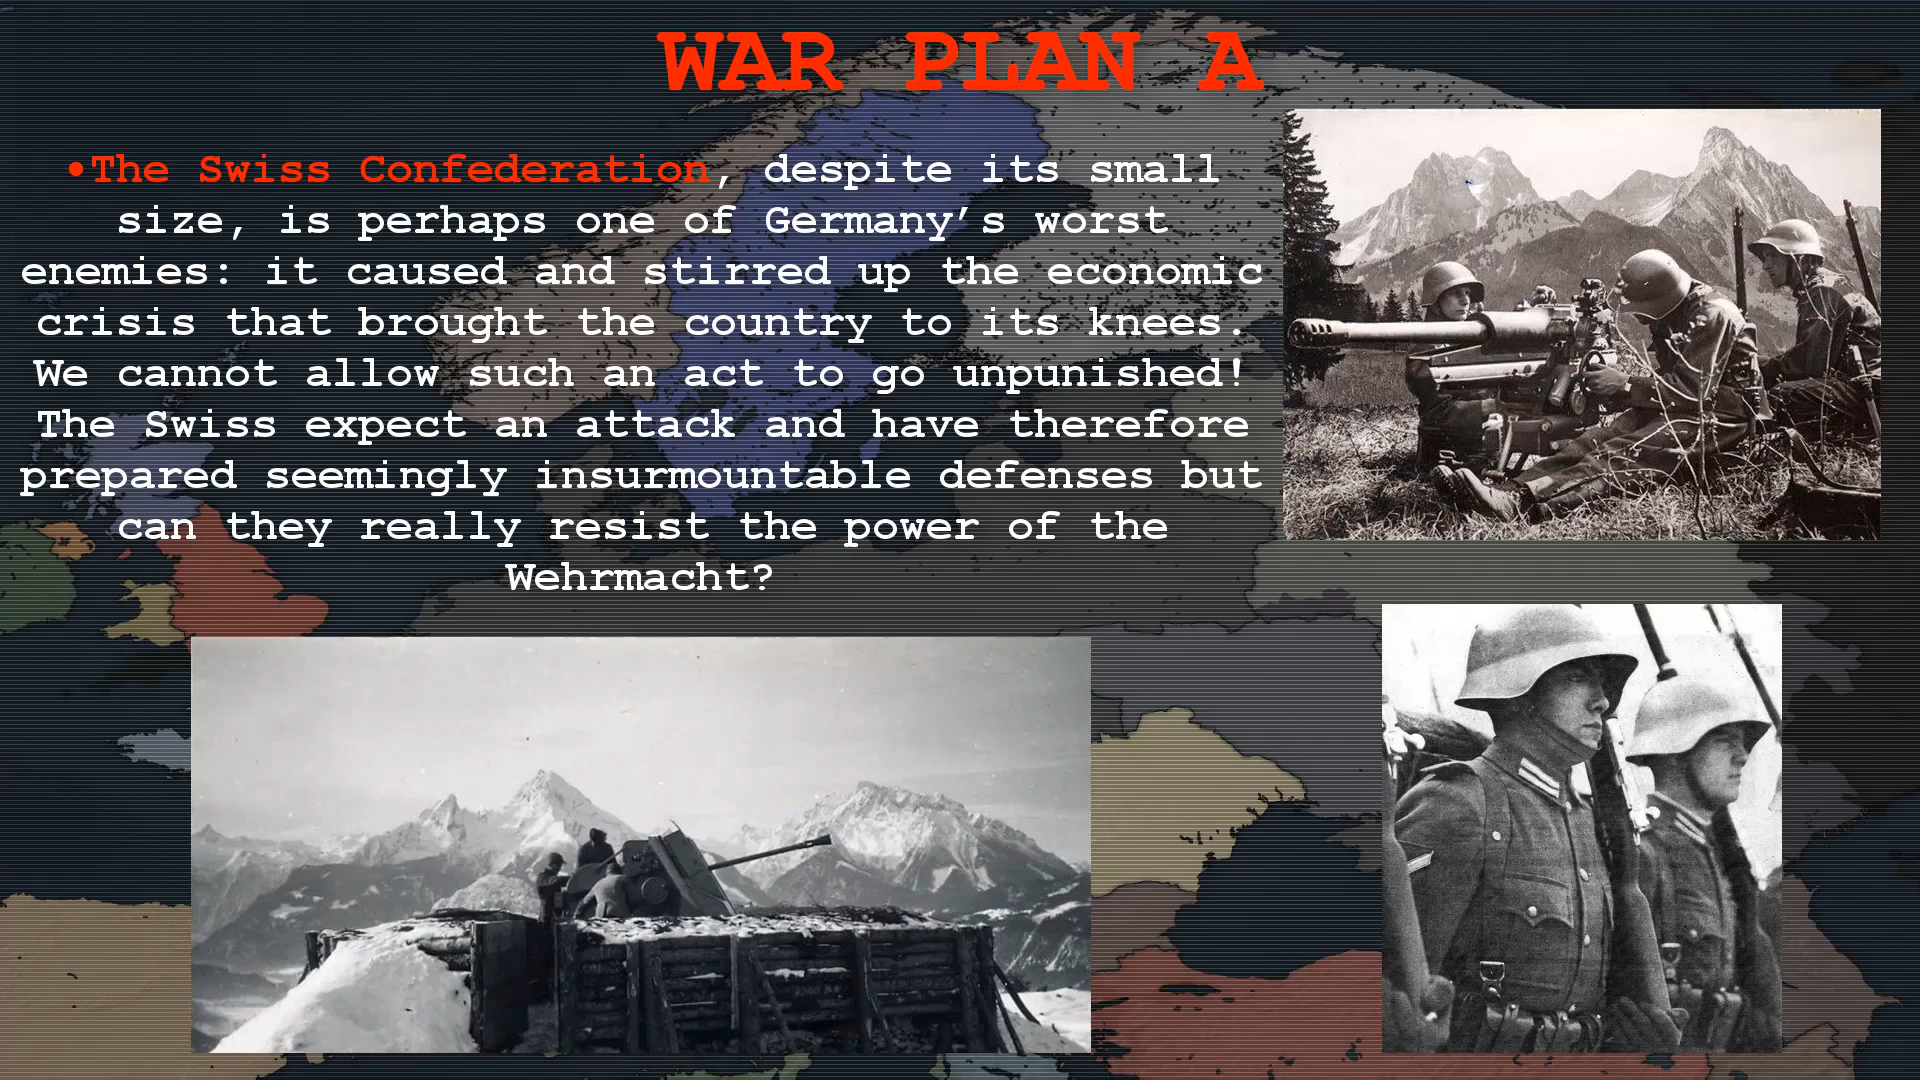 WAR PLAN A
•The Swiss Confederation, despite its small
size, is perhaps one of Germany’s worst
enemies: it caused and stirred up the economic
crisis that brought the country to its knees.
We cannot allow such an act to go unpunished!
The Swiss expect an attack and have therefore
prepared seemingly insurmountable defenses but
can they really resist the power of the
Wehrmacht?